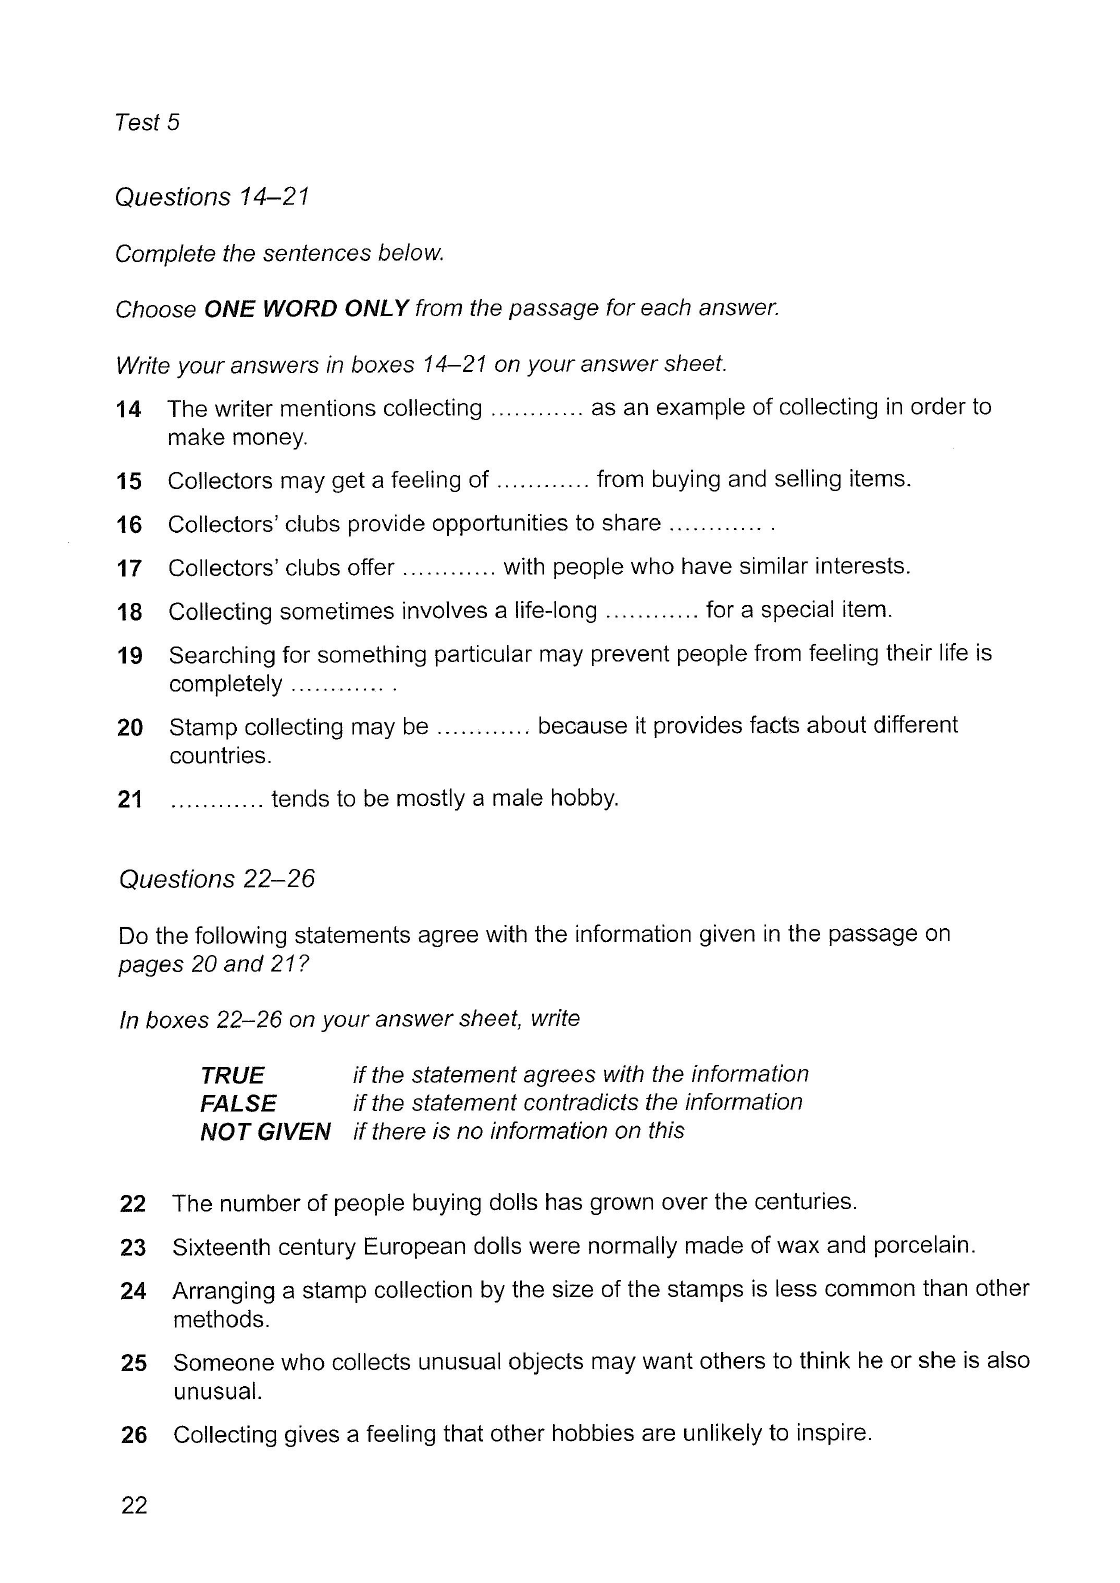 Test 5
Questions 14–21
Complete the sentences below.
Choose ONE WORD ONLY from the passage for each answer.
Write your answers in boxes 14–21 on your answer sheet.
14 The writer mentions collecting ............ as an example of collecting in order to
make money.
15 Collectors may get a feeling of ............ from buying and selling items.
16 Collectors' clubs provide opportunities to share ............ .
17 Collectors' clubs offer ............ with people who have similar interests.
18 Collecting sometimes involves a life-long ............ for a special item.
19 Searching for something particular may prevent people from feeling their life is
completely ............ .
20 Stamp collecting may be ............ because it provides facts about different
countries.
21 ............ tends to be mostly a male hobby.
Questions 22–26
Do the following statements agree with the information given in the passage on
pages 20 and 21?
In boxes 22–26 on your answer sheet, write
TRUE if the statement agrees with the information
FALSE if the statement contradicts the information
NOT GIVEN if there is no information on this
22 The number of people buying dolls has grown over the centuries.
23 Sixteenth century European dolls were normally made of wax and porcelain.
24 Arranging a stamp collection by the size of the stamps is less common than other
methods.
25 Someone who collects unusual objects may want others to think he or she is also
unusual.
26 Collecting gives a feeling that other hobbies are unlikely to inspire.
22